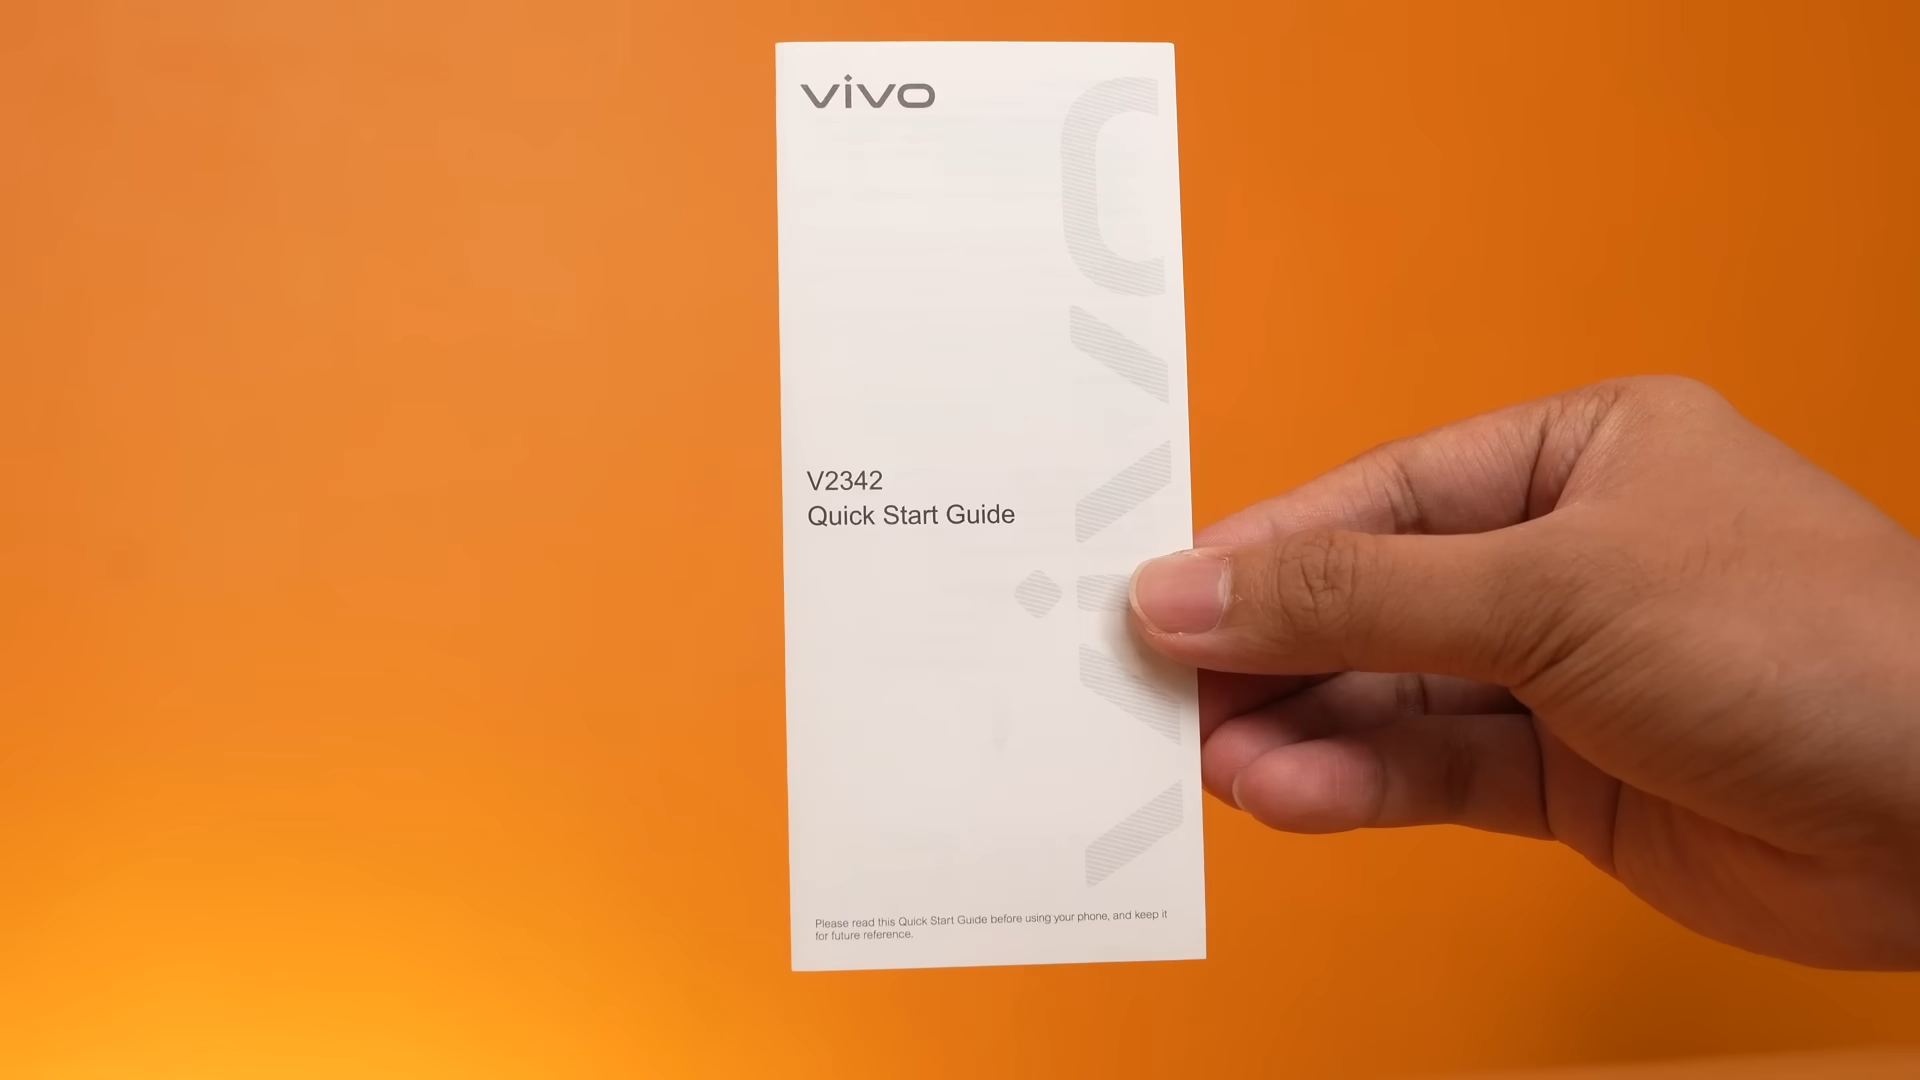 vivo
vivo
V2342
Quick Start Guide
Please read this Quick Start Guide before using your phone, and keep it
for future reference.